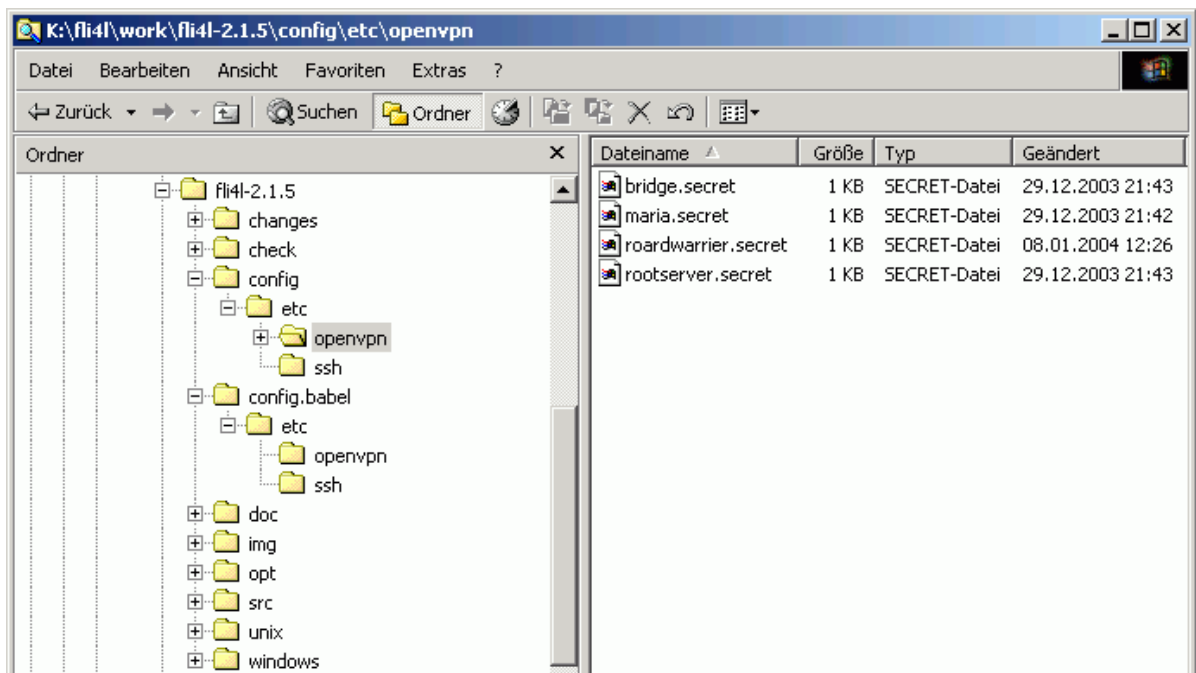 K:\fli4l\work\fli4l-2.1.5\config\etc\openvpn
Datei Bearbeiten Ansicht Favoriten Extras ?
Zurück Suchen Ordner
Ordner
fli4l-2.1.5
changes
check
config
etc
openvpn
ssh
config.babel
etc
openvpn
ssh
doc
img
opt
src
unix
windows
Dateiname Größe Typ Geändert
bridge.secret 1 KB SECRET-Datei 29.12.2003 21:43
maria.secret 1 KB SECRET-Datei 29.12.2003 21:42
roardwarrier.secret 1 KB SECRET-Datei 08.01.2004 12:26
rootserver.secret 1 KB SECRET-Datei 29.12.2003 21:43